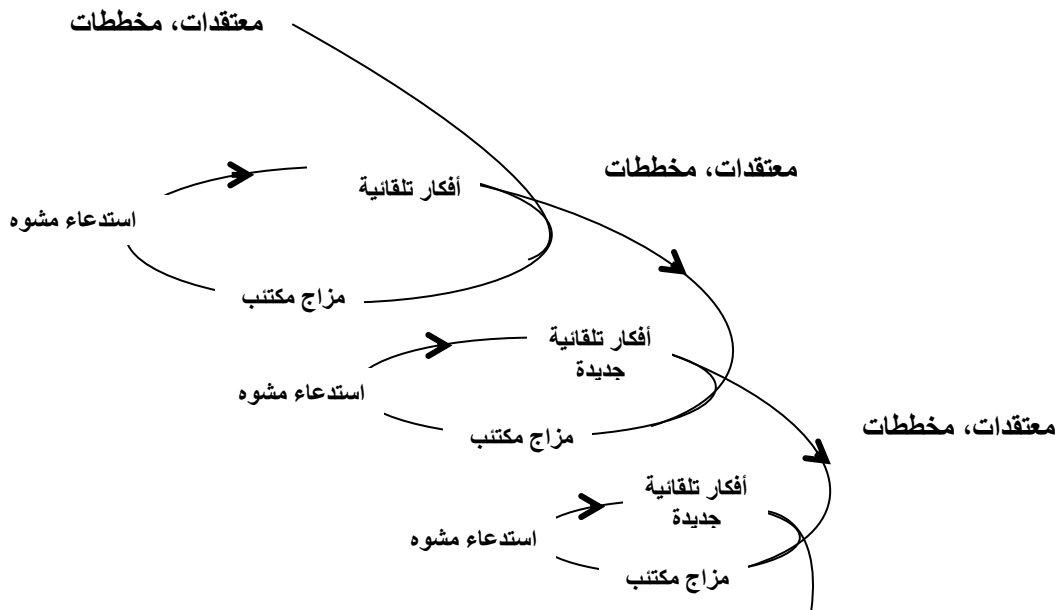 معتقدات، مخططات
معتقدات، مخططات
أفكار تلقائية
استدعاء مشوه
مزاج مكتئب
أفكار تلقائية
جديدة
استدعاء مشوه
معتقدات، مخططات
مزاج مكتئب
أفكار تلقائية
جديدة
استدعاء مشوه
مزاج مكتئب